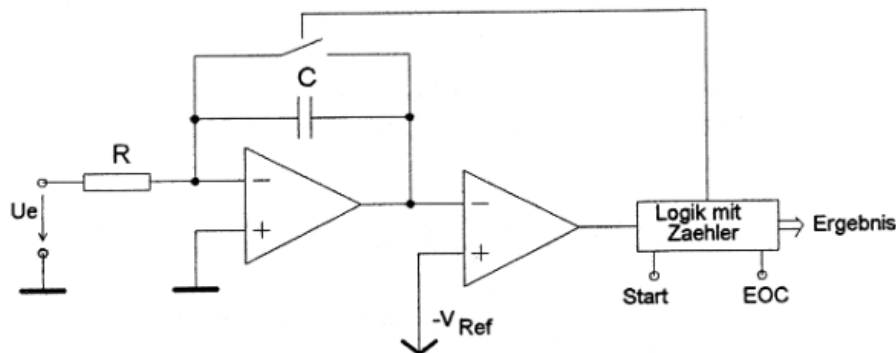 C
R
Ue
−
+
−
+
-V Ref
Logik mit
Zaehler
Ergebnis
Start
EOC